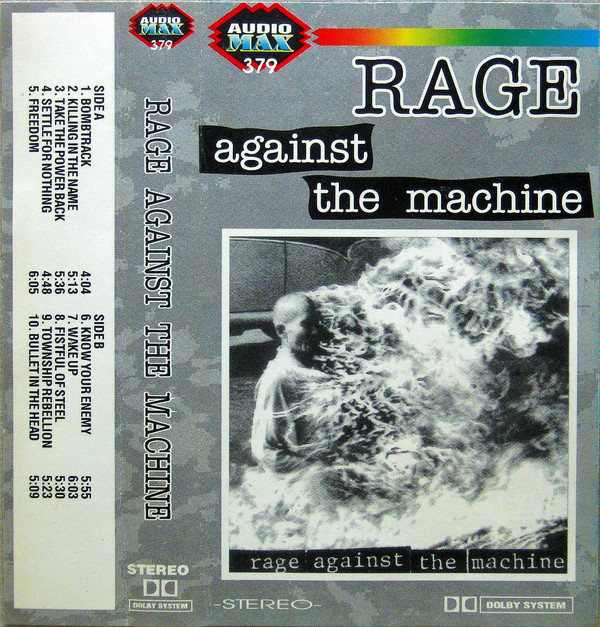 SIDE A
1. BOMBTRACK 4:04
2. KILLING IN THE NAME 5:13
3. TAKE THE POWER BACK 5:36
4. SETTLE FOR NOTHING 4:48
5. FREEDOM 6:05
SIDE B
6. KNOW YOUR ENEMY 5:55
7. WAKE UP 6:03
8. FISTFUL OF STEEL 5:30
9. TOWNSHIP REBELLION 5:23
10. BULLET IN THE HEAD 5:09
AUDIO
MAX
379
RAGE AGAINST THE MACHINE
STEREO
DOLBY SYSTEM
AUDIO
MAX
379
RAGE
against
the machine
rage against the machine
-STEREO-
DOLBY SYSTEM